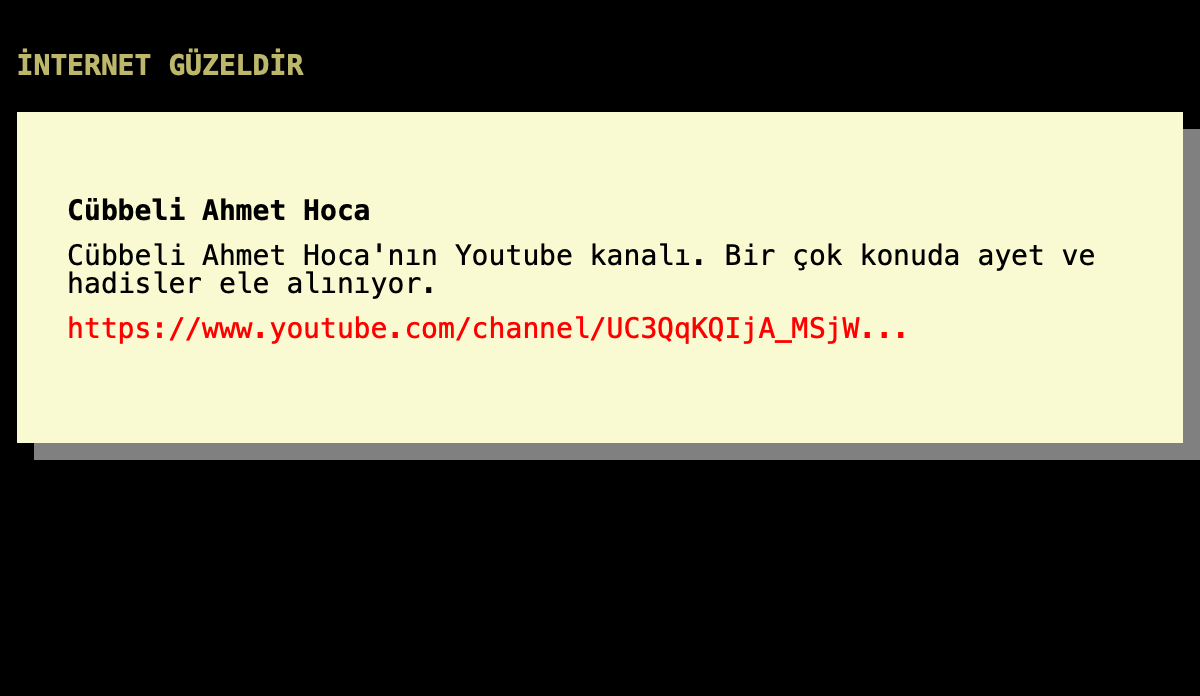 İNTERNET GÜZELDİR
Cübbeli Ahmet Hoca
Cübbeli Ahmet Hoca'nın Youtube kanalı. Bir çok konuda ayet ve
hadisler ele alınıyor.
https://www.youtube.com/channel/UC3QqKQIjA_MSjW...